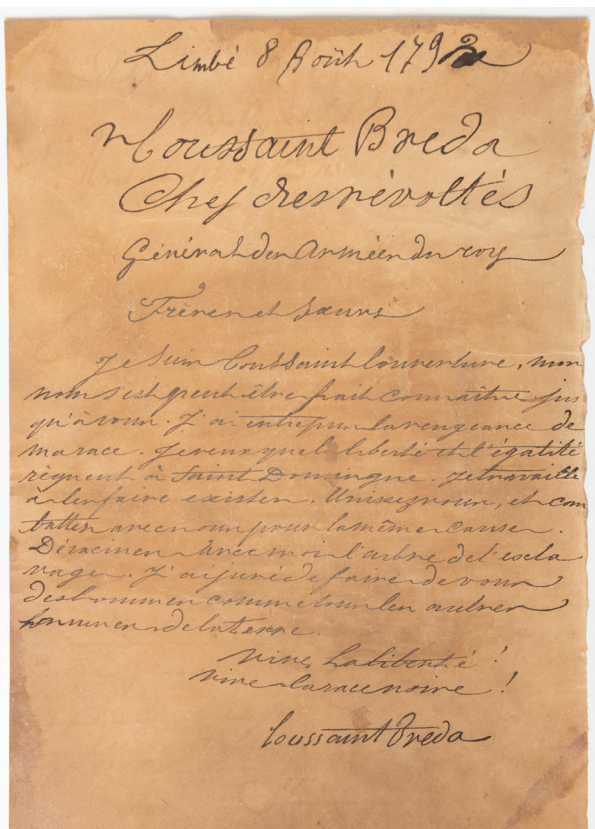 Limbé 8 Août 1792
Toussaint Breda
Chef des révoltés
Général des Armées du roy
Frères et Sœurs
Je Suis Toussaint Louverture, mon
nom s'est peut être fait connaître jus
qu'à vous. J'ai entrepris la vengeance de
ma race. Je veux que la liberté et l'égalité
règnent à Saint Domingue. Je travaille
à les faire exister. Unissez vous, et com
battez avec nous pour la même cause.
Déracinez avec moi l'arbre de l'escla
vage. J'ai juré de faire de vous
des hommes comme tous les autres
hommes de la terre.
Vive La liberté !
Vive la race noire !
Toussaint Breda